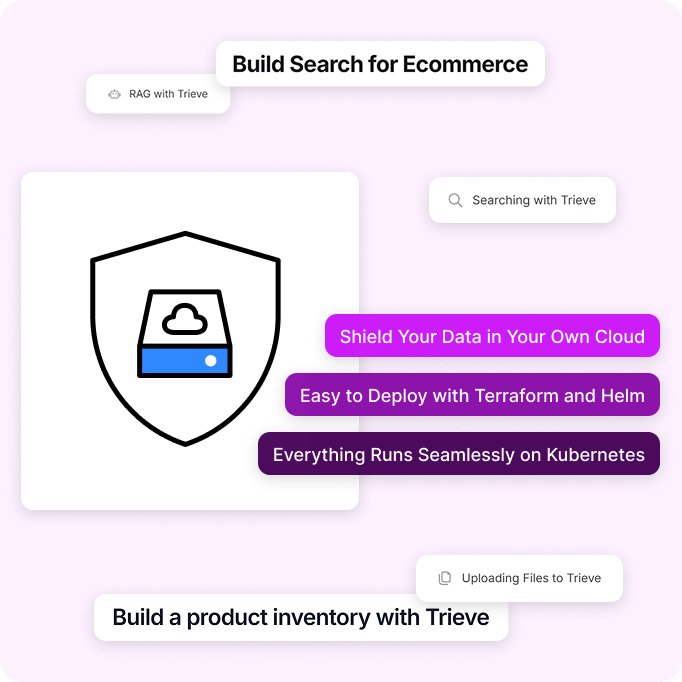 Build Search for Ecommerce
RAG with Trieve
Searching with Trieve
Shield Your Data in Your Own Cloud
Easy to Deploy with Terraform and Helm
Everything Runs Seamlessly on Kubernetes
Uploading Files to Trieve
Build a product inventory with Trieve